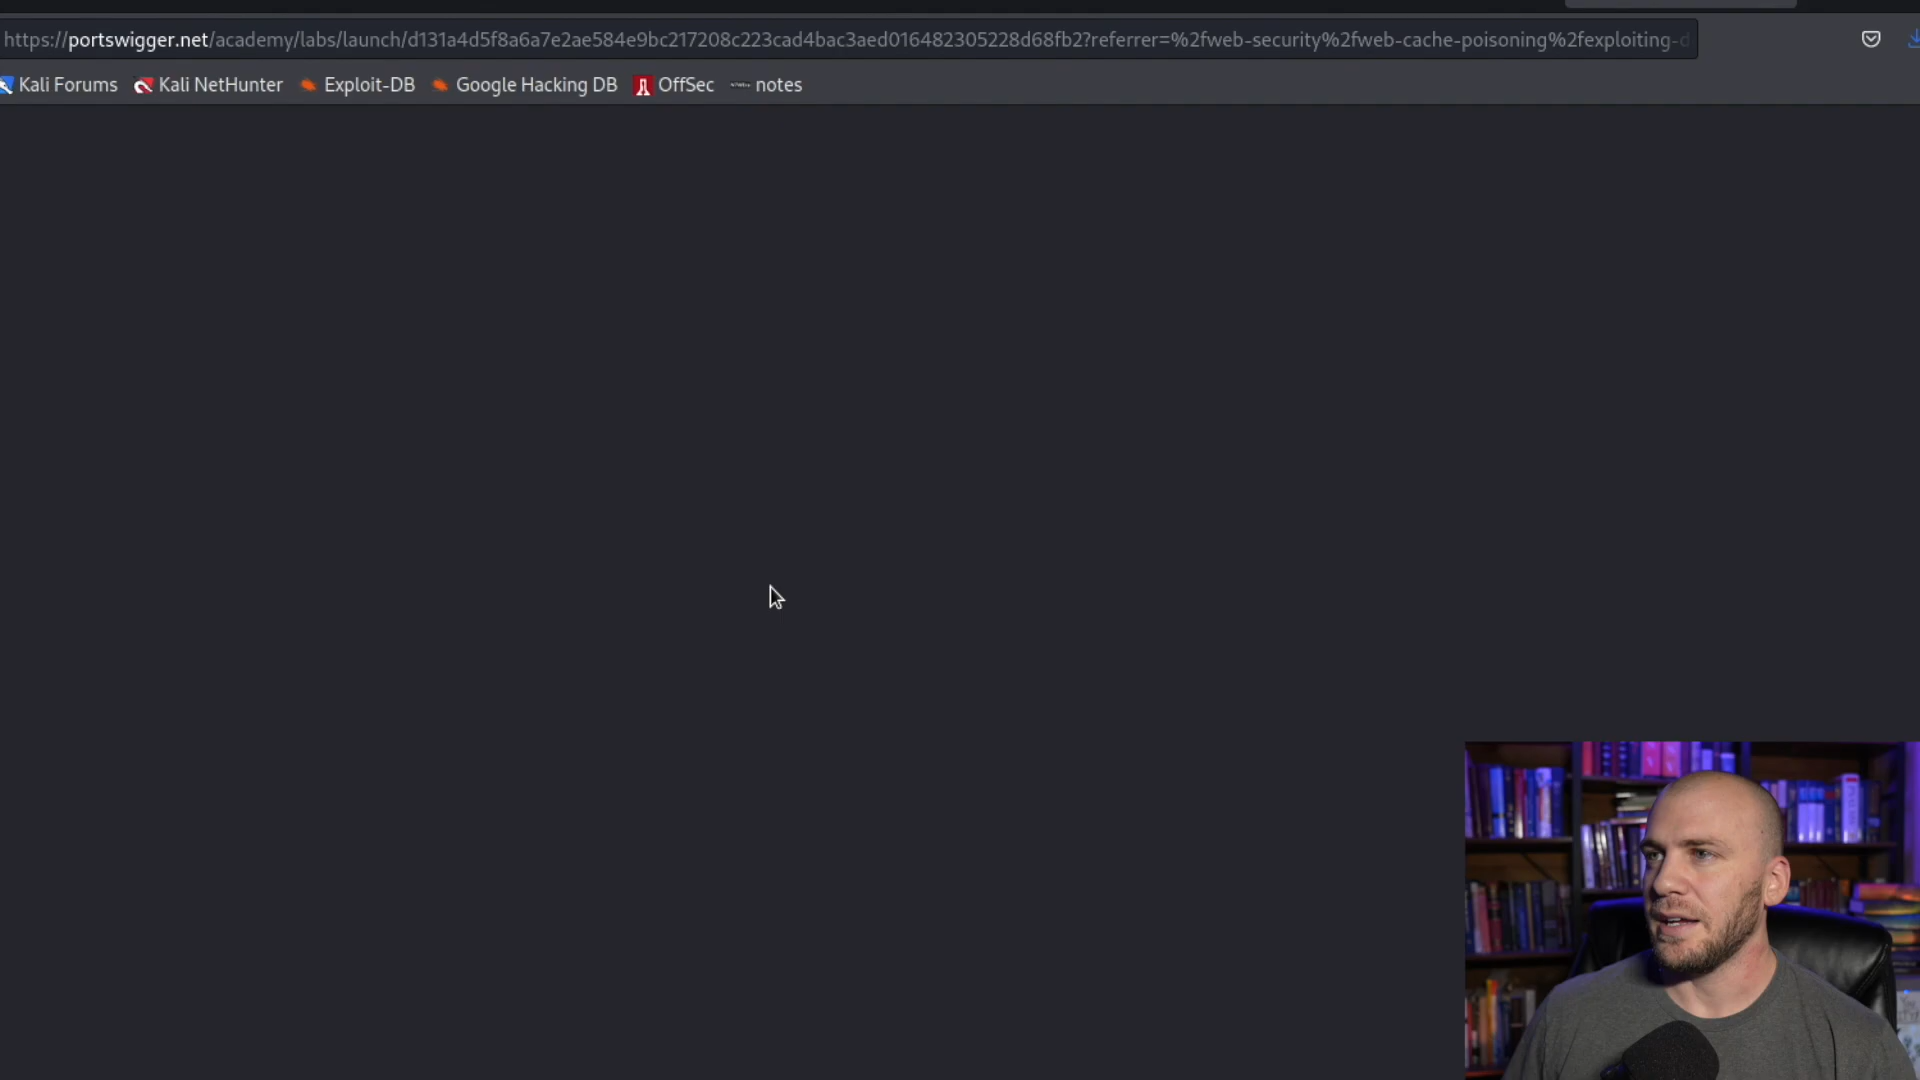 https://portswigger.net/academy/labs/launch/d131a4d5f8a6a7e2ae584e9bc217208c223cad4bac3aed016482305228d68fb2?referrer=%2fweb-security%2fweb-cache-poisoning%2fexploiting-d
Kali Forums Kali NetHunter Exploit-DB Google Hacking DB OffSec notes